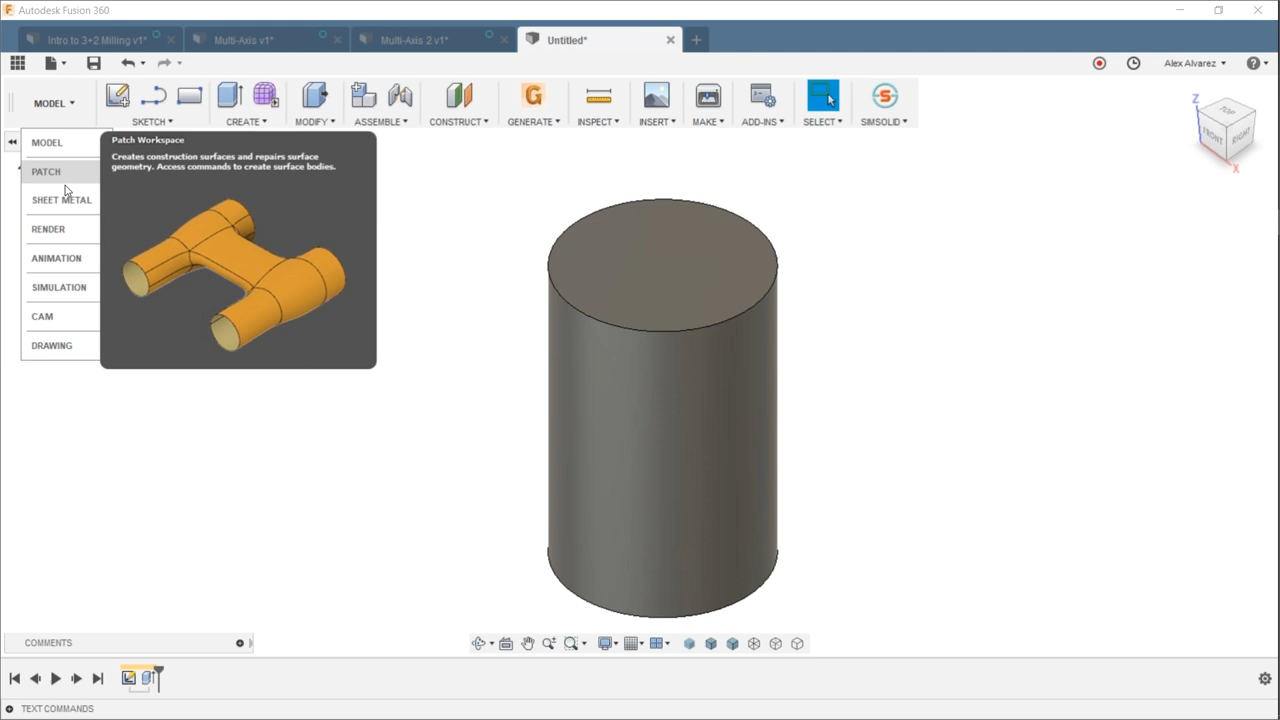 Autodesk Fusion 360
Intro to 3+2 Milling v1*
Multi-Axis v1*
Multi-Axis 2 v1*
Untitled*
Alex Alvarez
MODEL
SKETCH
CREATE
MODIFY
ASSEMBLE
CONSTRUCT
GENERATE
INSPECT
INSERT
MAKE
ADD-INS
SELECT
SIMSOLID
MODEL
PATCH
SHEET METAL
RENDER
ANIMATION
SIMULATION
CAM
DRAWING
Patch Workspace
Creates construction surfaces and repairs surface
geometry. Access commands to create surface bodies.
Z
TOP
FRONT
RIGHT
X
COMMENTS
TEXT COMMANDS